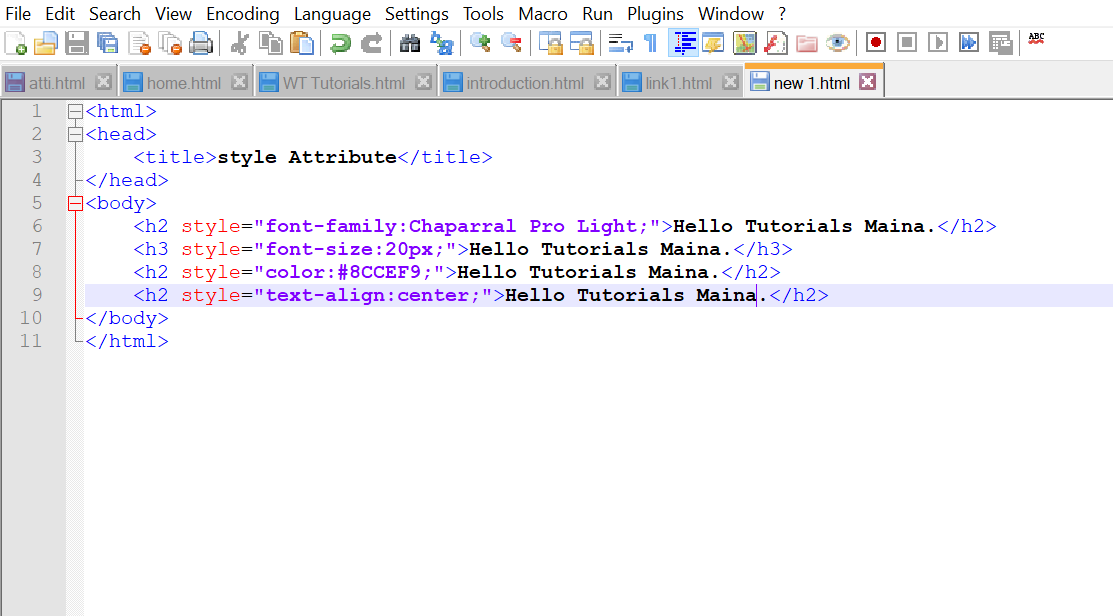 File Edit Search View Encoding Language Settings Tools Macro Run Plugins Window ?
ABC
atti.html home.html WT Tutorials.html introduction.html link1.html new 1.html
1 <html>
2 <head>
3 <title>style Attribute</title>
4 </head>
5 <body>
6 <h2 style="font-family:Chaparral Pro Light;">Hello Tutorials Maina.</h2>
7 <h3 style="font-size:20px;">Hello Tutorials Maina.</h3>
8 <h2 style="color:#8CCEF9;">Hello Tutorials Maina.</h2>
9 <h2 style="text-align:center;">Hello Tutorials Maina.</h2>
10 </body>
11 </html>